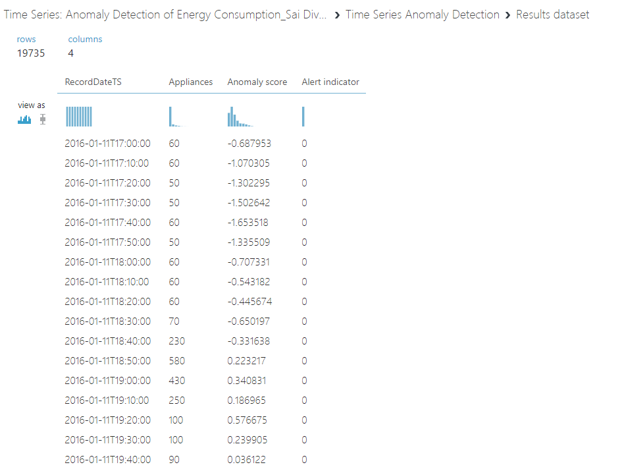 Time Series: Anomaly Detection of Energy Consumption_Sai Div... > Time Series Anomaly Detection > Results dataset
rows columns
19735 4
RecordDateTS Appliances Anomaly score Alert indicator
view as
2016-01-11T17:00:00 60 -0.687953 0
2016-01-11T17:10:00 60 -1.070305 0
2016-01-11T17:20:00 50 -1.302295 0
2016-01-11T17:30:00 50 -1.502642 0
2016-01-11T17:40:00 60 -1.653518 0
2016-01-11T17:50:00 50 -1.335509 0
2016-01-11T18:00:00 60 -0.707331 0
2016-01-11T18:10:00 60 -0.543182 0
2016-01-11T18:20:00 60 -0.445674 0
2016-01-11T18:30:00 70 -0.650197 0
2016-01-11T18:40:00 230 -0.331638 0
2016-01-11T18:50:00 580 0.223217 0
2016-01-11T19:00:00 430 0.340831 0
2016-01-11T19:10:00 250 0.186965 0
2016-01-11T19:20:00 100 0.576675 0
2016-01-11T19:30:00 100 0.239905 0
2016-01-11T19:40:00 90 0.036122 0